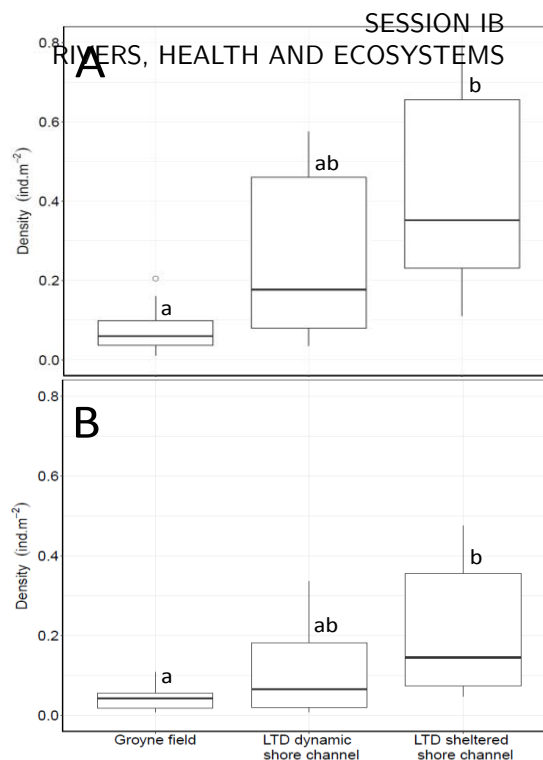 SESSION IB
RIVERS, HEALTH AND ECOSYSTEMS
A
0.8
0.6
0.4
0.2
0.0
Density (ind.m⁻²)
a
ab
b
B
0.8
0.6
0.4
0.2
0.0
Density (ind.m⁻²)
a
ab
b
Groyne field
LTD dynamic
shore channel
LTD sheltered
shore channel